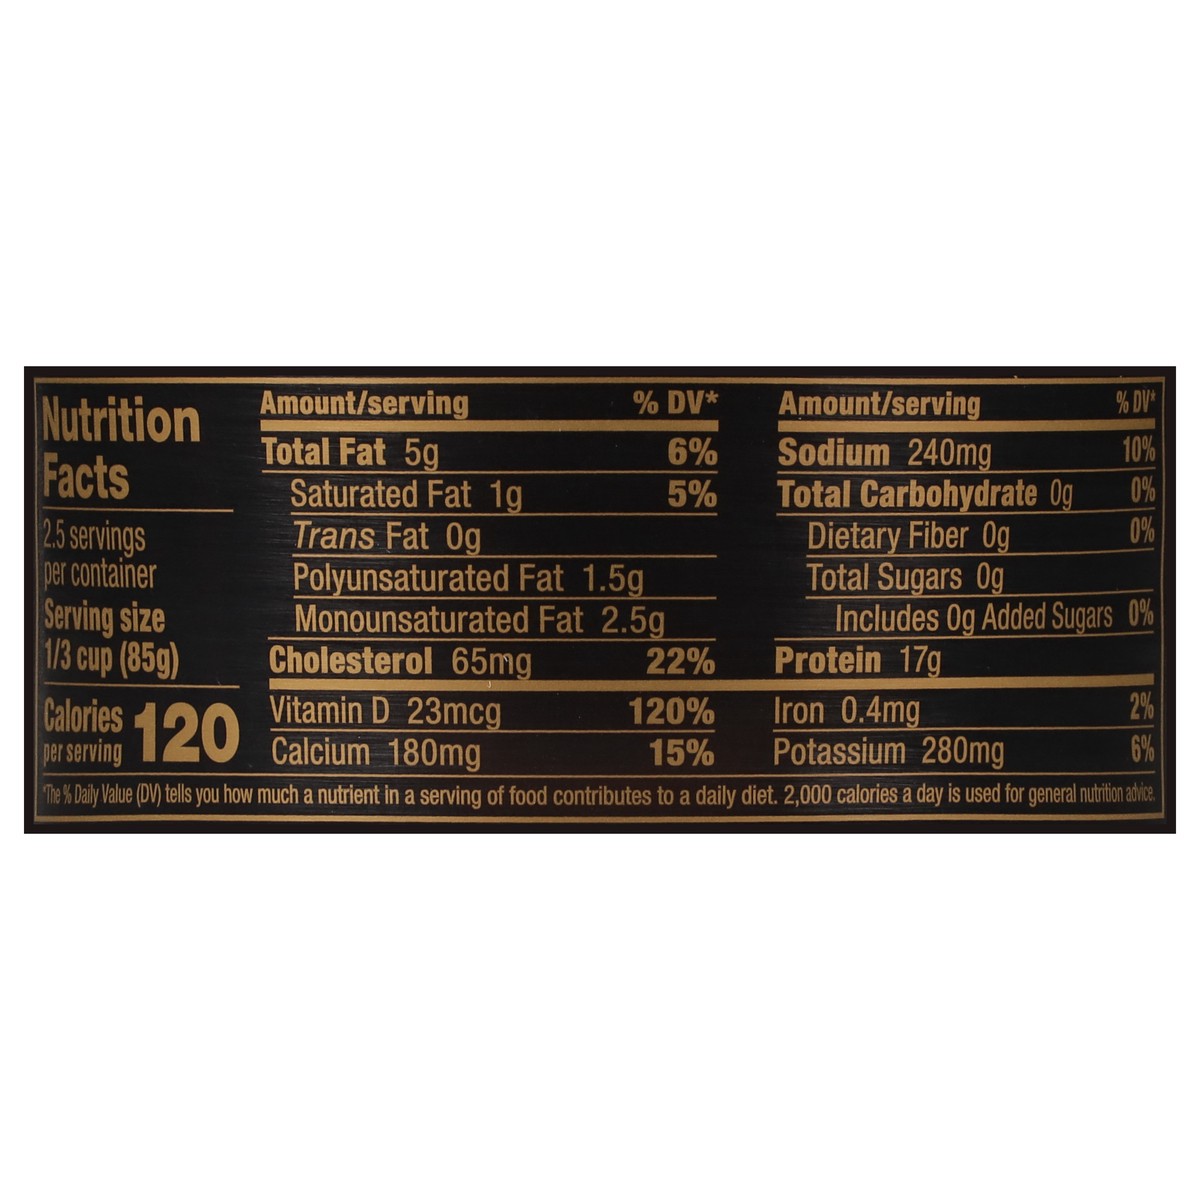 Nutrition
Facts
2.5 servings
per container
Serving size
1/3 cup (85g)
Calories
per serving
120
Amount/serving % DV*
Total Fat 5g 6%
Saturated Fat 1g 5%
Trans Fat 0g
Polyunsaturated Fat 1.5g
Monounsaturated Fat 2.5g
Cholesterol 65mg 22%
Vitamin D 23mcg 120%
Calcium 180mg 15%
Amount/serving % DV*
Sodium 240mg 10%
Total Carbohydrate 0g 0%
Dietary Fiber 0g 0%
Total Sugars 0g
Includes 0g Added Sugars 0%
Protein 17g
Iron 0.4mg 2%
Potassium 280mg 6%
*The % Daily Value (DV) tells you how much a nutrient in a serving of food contributes to a daily diet. 2,000 calories a day is used for general nutrition advice.